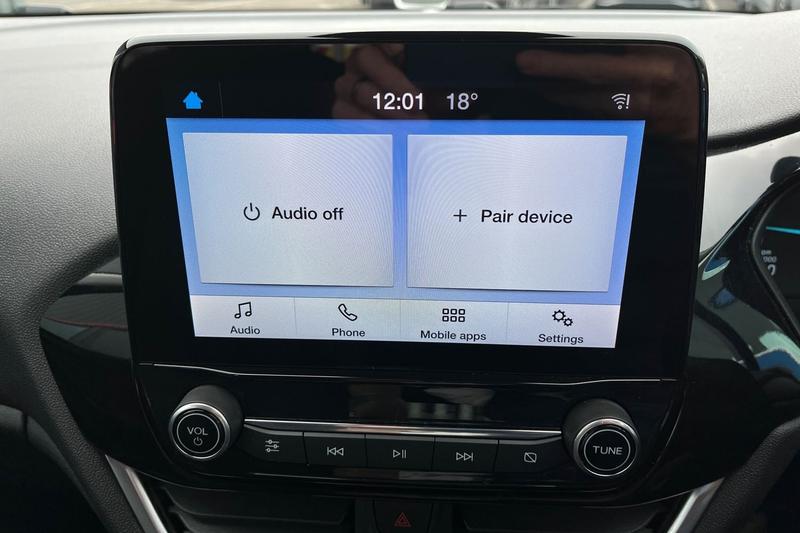 12:01 18°
Audio off
+ Pair device
Audio
Phone
Mobile apps
Settings
VOL
TUNE